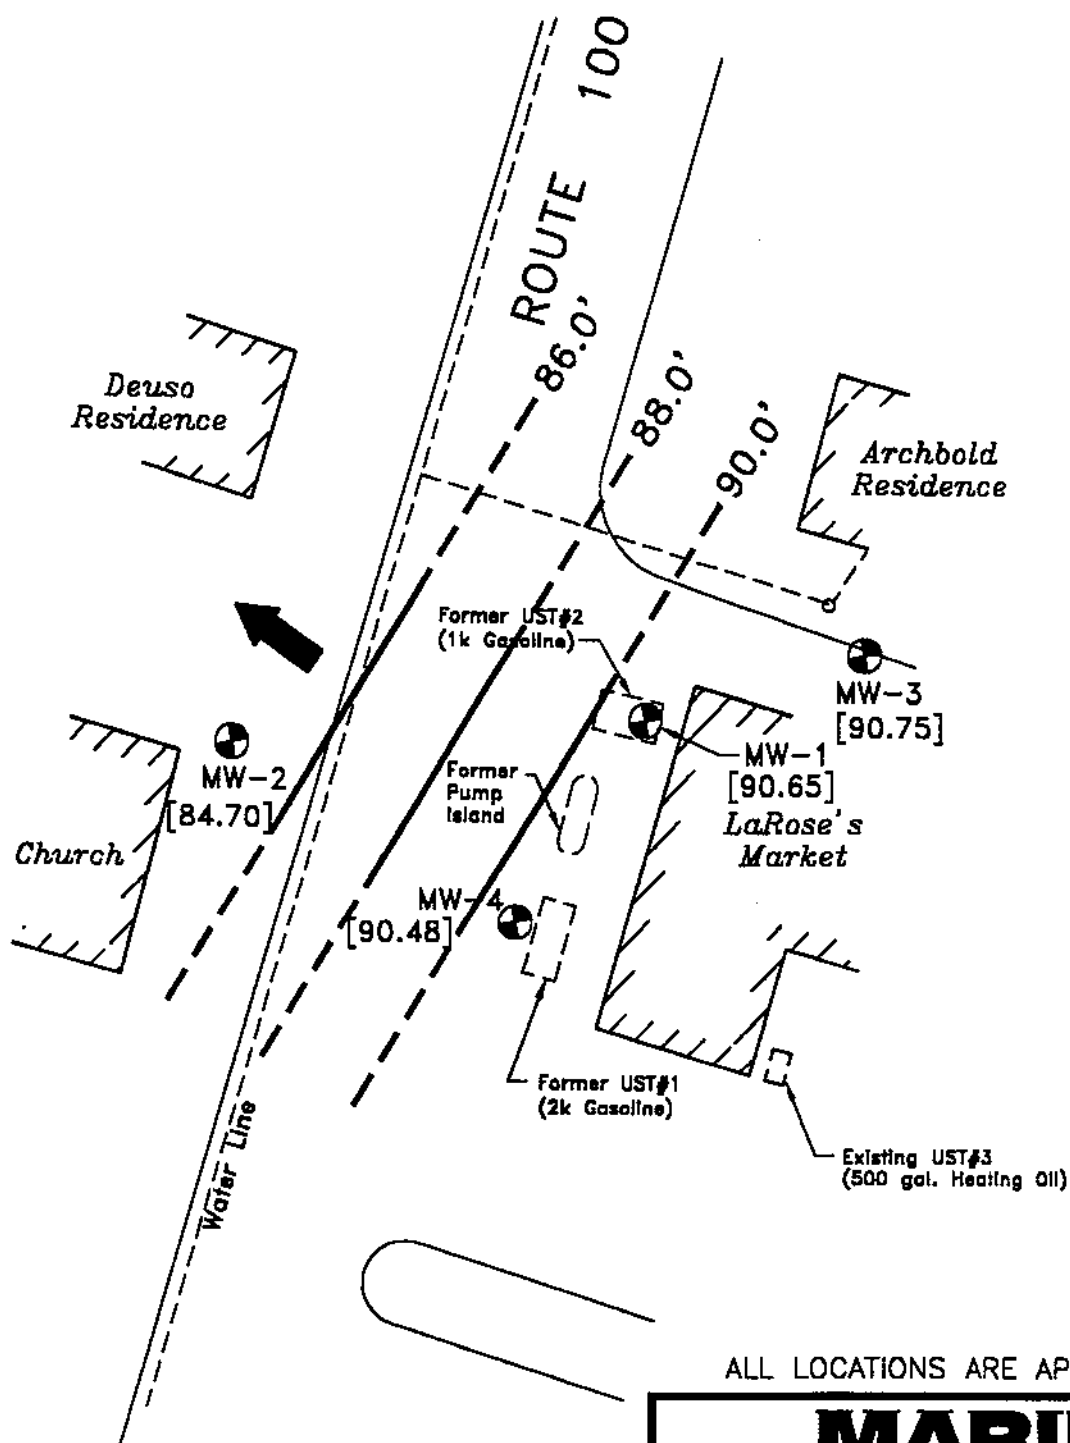 ROUTE 100
86.0'
88.0'
90.0'
Deuso
Residence
Archbold
Residence
Former UST#2
(1k Gasoline)
MW-3
[90.75]
MW-1
[90.65]
MW-2
[84.70]
Former
Pump
Island
LaRose's
Market
Church
MW-4
[90.48]
Former UST#1
(2k Gasoline)
Water Line
Existing UST#3
(500 gal. Heating Oil)
ALL LOCATIONS ARE AP